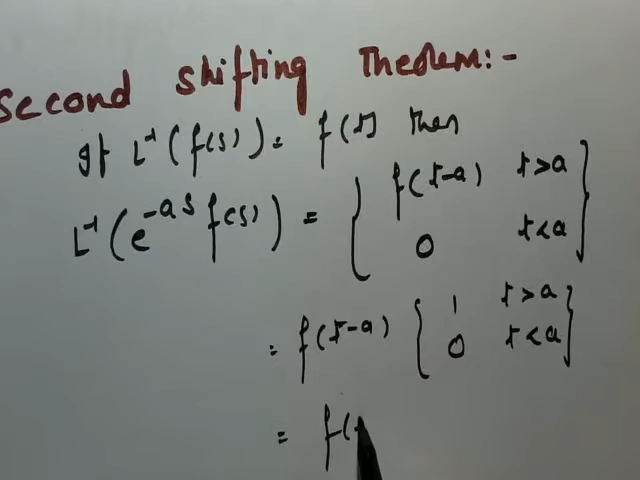 Second shifting Theorem:-
If L⁻¹(f(s)) = f(t) then
L⁻¹(e^{-as} f(s)) = { f(t-a) t>a
0 t<a }
= f(t-a) { 1 t>a
0 t<a }
= f(